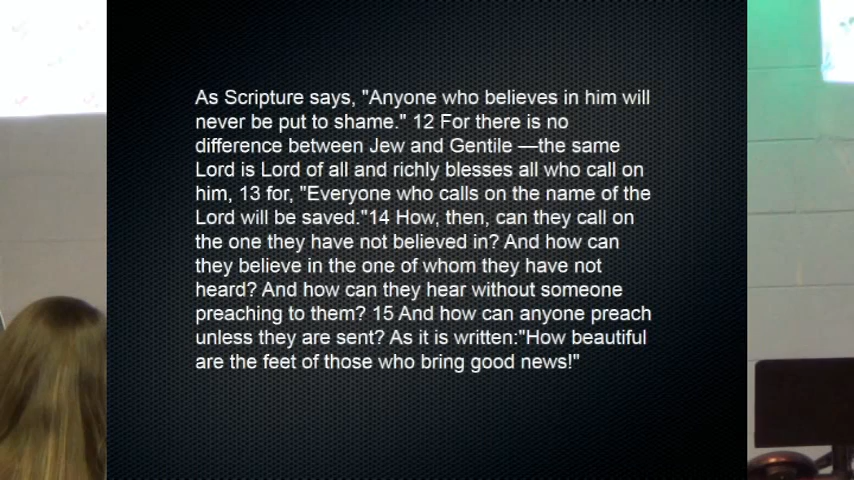 As Scripture says, "Anyone who believes in him will
never be put to shame." 12 For there is no
difference between Jew and Gentile —the same
Lord is Lord of all and richly blesses all who call on
him, 13 for, "Everyone who calls on the name of the
Lord will be saved."14 How, then, can they call on
the one they have not believed in? And how can
they believe in the one of whom they have not
heard? And how can they hear without someone
preaching to them? 15 And how can anyone preach
unless they are sent? As it is written:"How beautiful
are the feet of those who bring good news!"